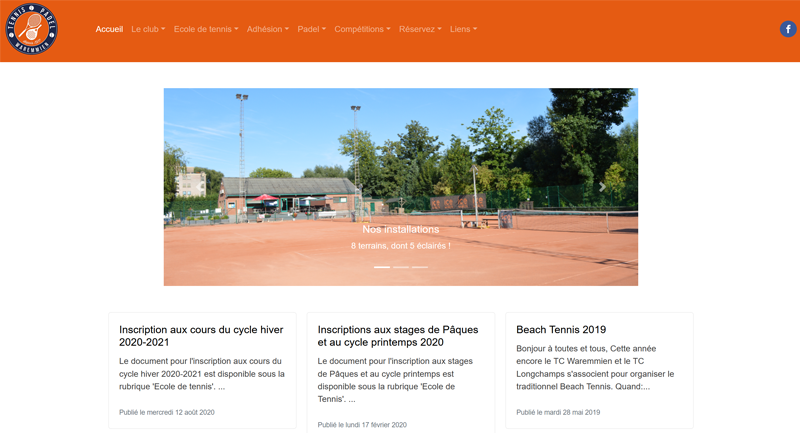 TENNIS PADEL
WAREMMIEN
Accueil Le club Ecole de tennis Adhésion Padel Compétitions Réservez Liens
Nos installations
8 terrains, dont 5 éclairés !
Inscription aux cours du cycle hiver
2020-2021
Le document pour l'inscription aux cours du
cycle hiver 2020-2021 est disponible sous la
rubrique 'Ecole de tennis'. ...
Publié le mercredi 12 août 2020
Inscriptions aux stages de Pâques
et au cycle printemps 2020
Le document pour l'inscription aux stages
de Pâques et au cycle printemps est
disponible sous la rubrique 'Ecole de
Tennis'. ...
Publié le lundi 17 février 2020
Beach Tennis 2019
Bonjour à toutes et tous, Cette année
encore le TC Waremmien et le TC
Longchamps s'associent pour organiser le
traditionnel Beach Tennis. Quand:...
Publié le mardi 28 mai 2019